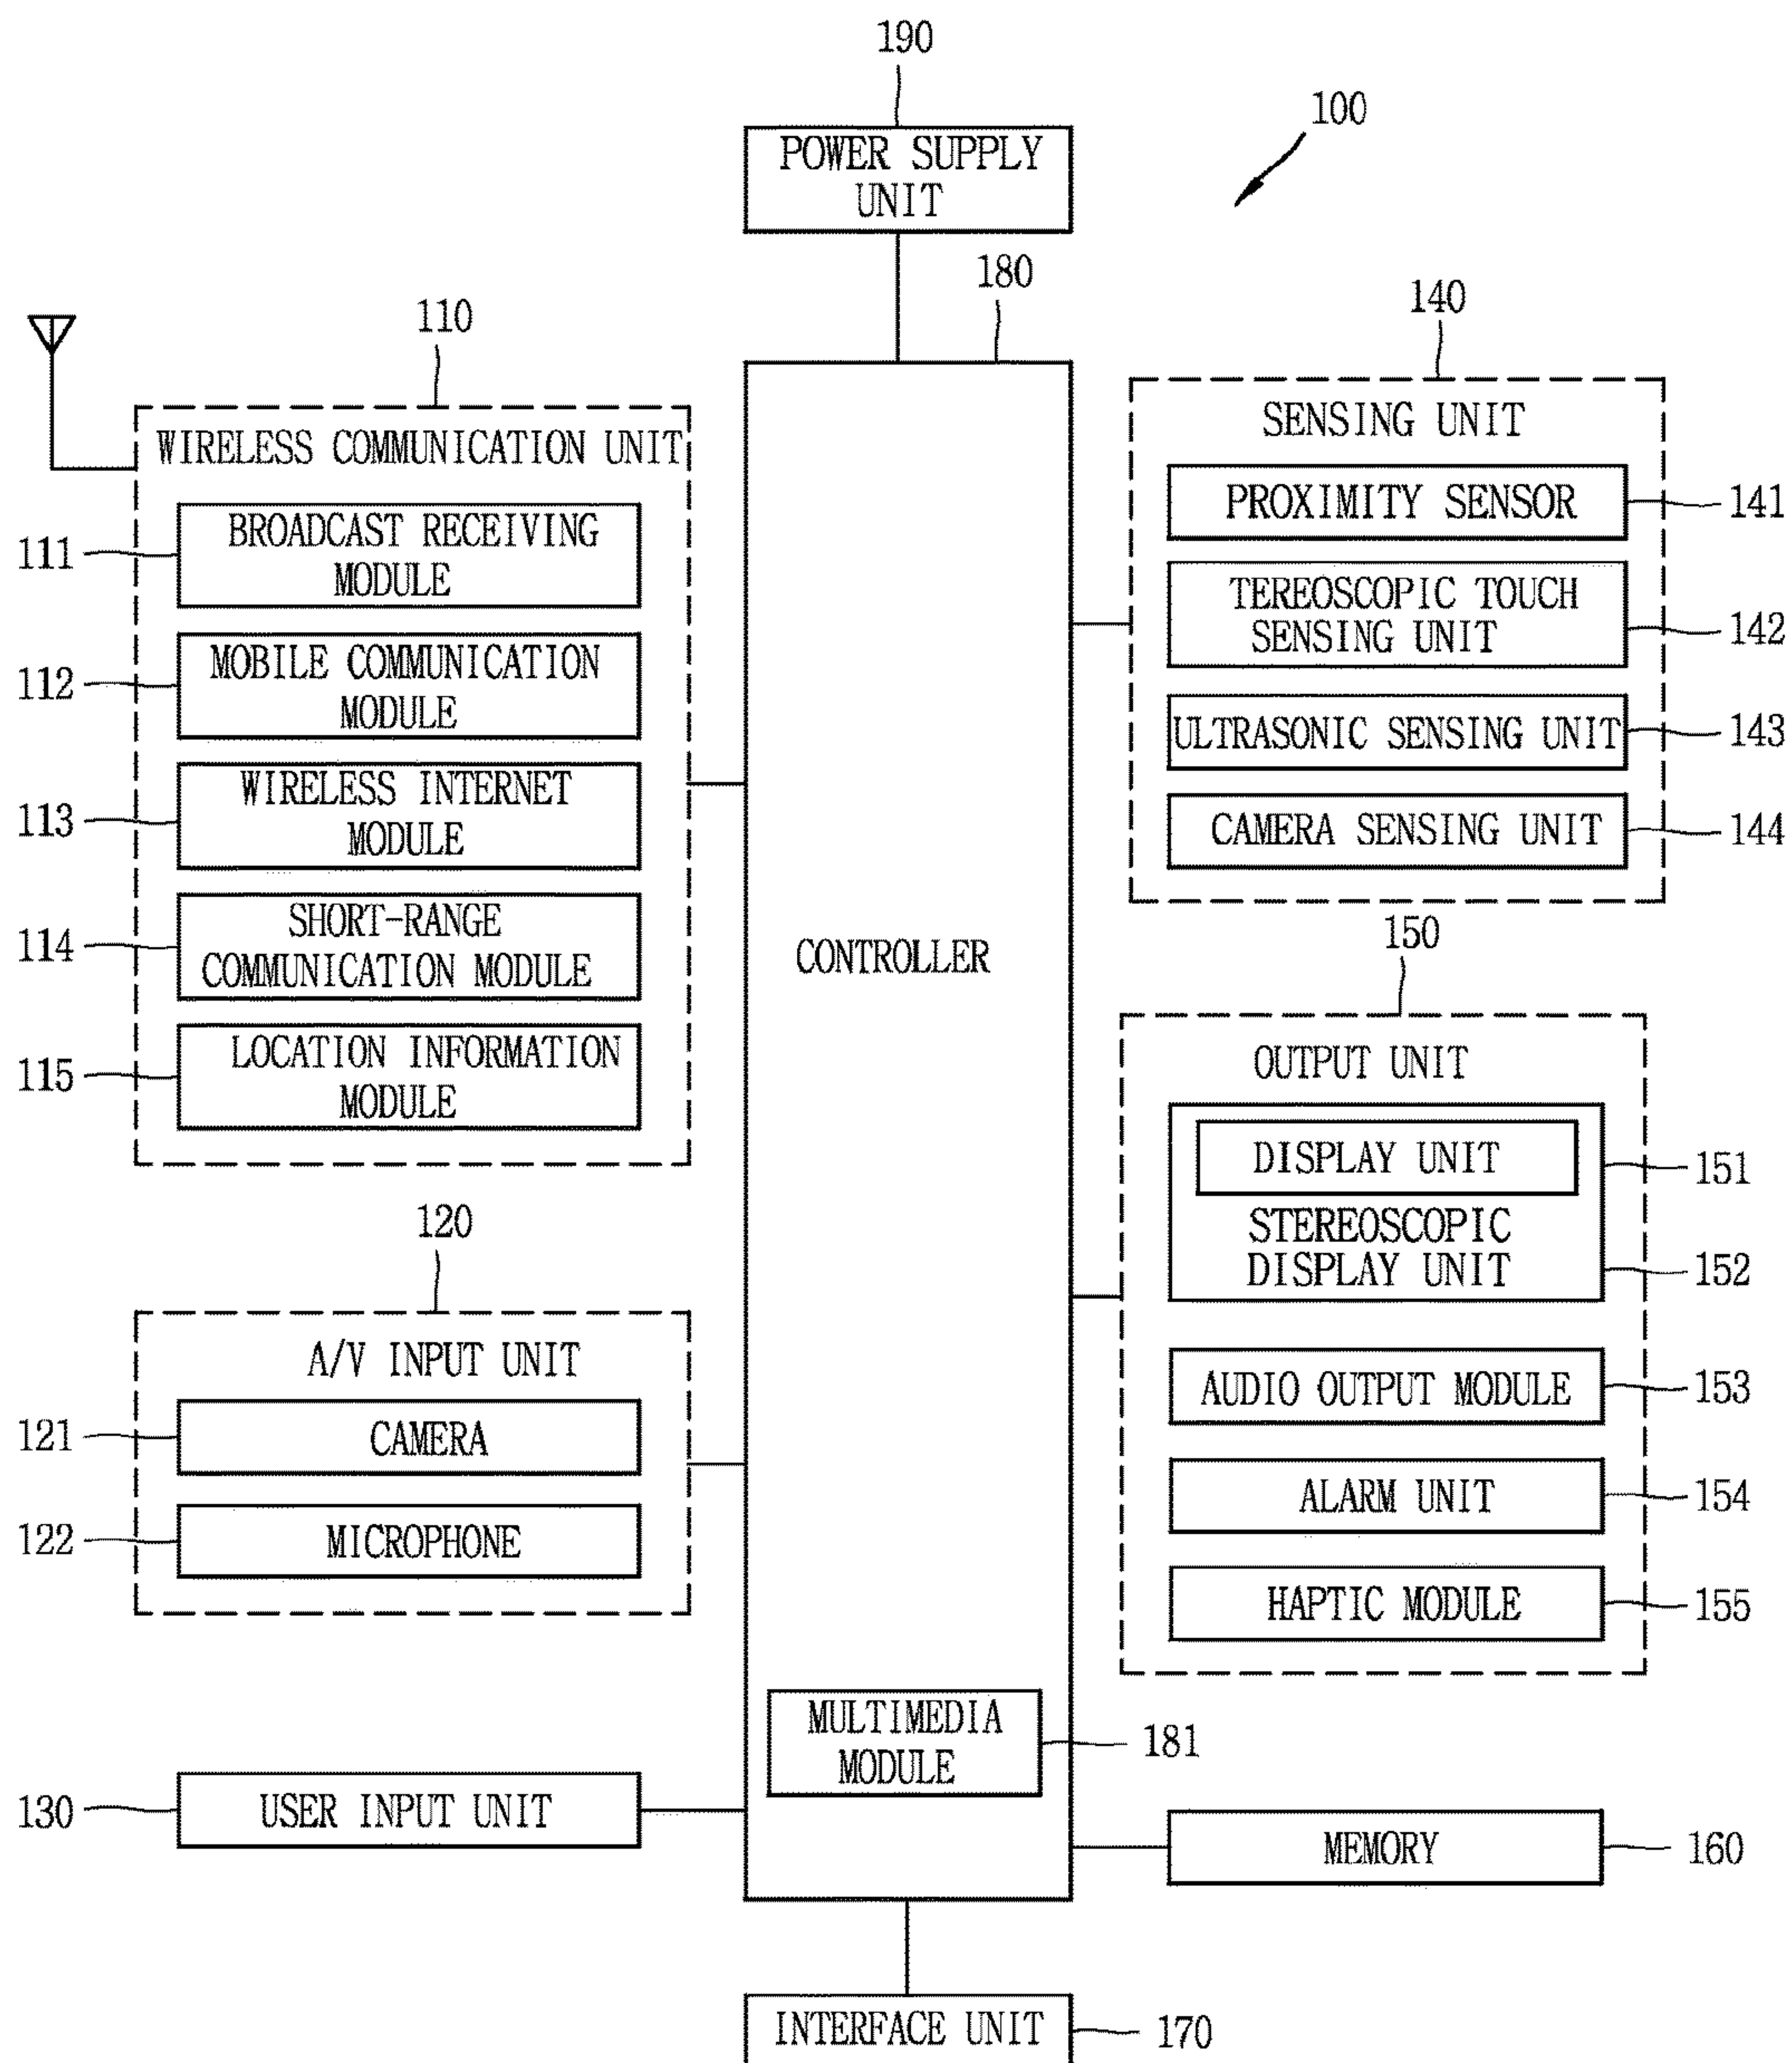 190
POWER SUPPLY
UNIT
100
180
110
WIRELESS COMMUNICATION UNIT
111
BROADCAST RECEIVING
MODULE
112
MOBILE COMMUNICATION
MODULE
113
WIRELESS INTERNET
MODULE
114
SHORT-RANGE
COMMUNICATION MODULE
115
LOCATION INFORMATION
MODULE
120
A/V INPUT UNIT
121
CAMERA
122
MICROPHONE
130
USER INPUT UNIT
CONTROLLER
MULTIMEDIA
MODULE
181
140
SENSING UNIT
PROXIMITY SENSOR
141
TEREOSCOPIC TOUCH
SENSING UNIT
142
ULTRASONIC SENSING UNIT
143
CAMERA SENSING UNIT
144
150
OUTPUT UNIT
DISPLAY UNIT
151
STEREOSCOPIC
DISPLAY UNIT
152
AUDIO OUTPUT MODULE
153
ALARM UNIT
154
HAPTIC MODULE
155
MEMORY
160
INTERFACE UNIT
170